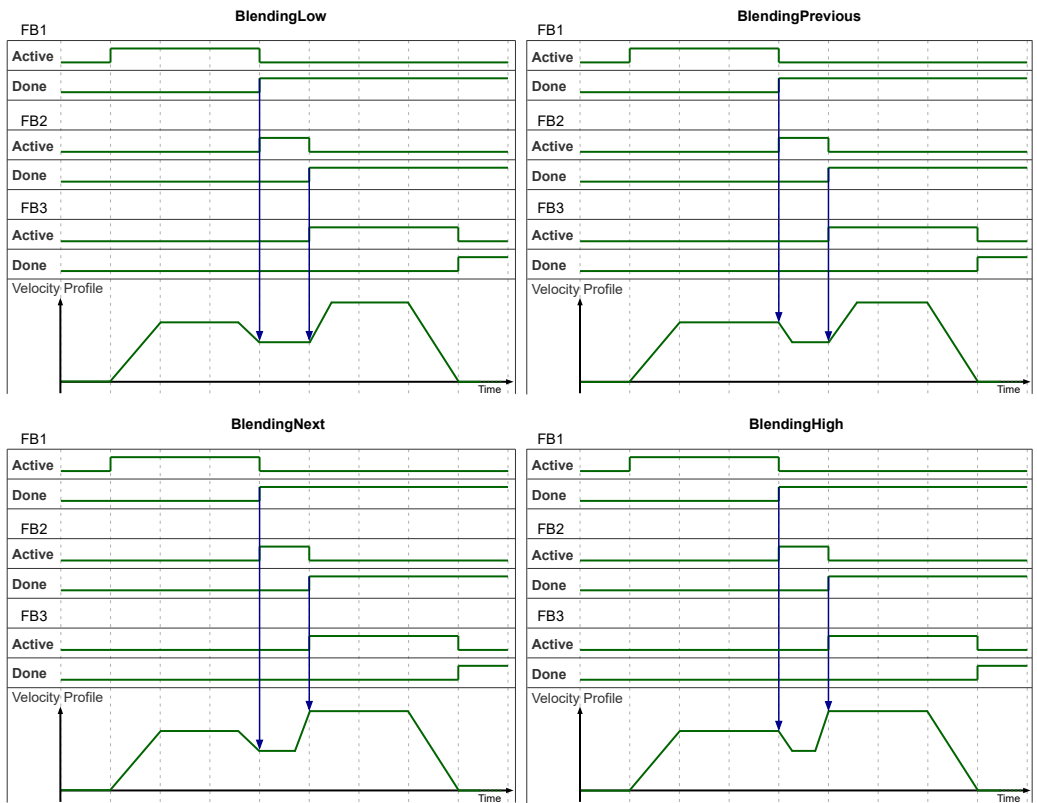 BlendingLow
FB1
Active
Done
FB2
Active
Done
FB3
Active
Done
Velocity Profile
Time
BlendingPrevious
FB1
Active
Done
FB2
Active
Done
FB3
Active
Done
Velocity Profile
Time
BlendingNext
FB1
Active
Done
FB2
Active
Done
FB3
Active
Done
Velocity Profile
Time
BlendingHigh
FB1
Active
Done
FB2
Active
Done
FB3
Active
Done
Velocity Profile
Time